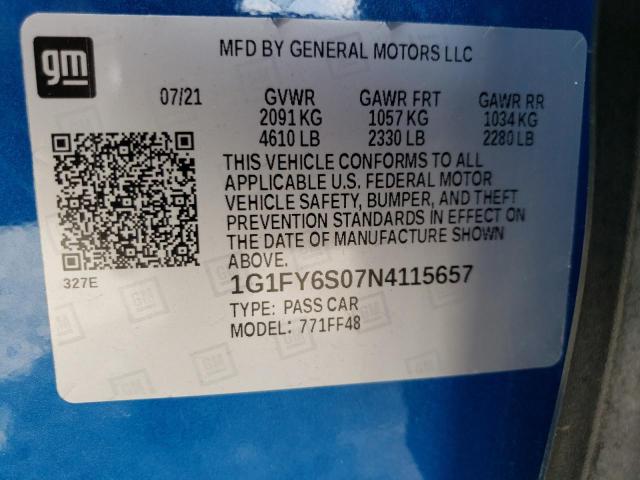 gm
MFD BY GENERAL MOTORS LLC
07/21 GVWR GAWR FRT GAWR RR
2091 KG 1057 KG 1034 KG
4610 LB 2330 LB 2280 LB
THIS VEHICLE CONFORMS TO ALL
APPLICABLE U.S. FEDERAL MOTOR
VEHICLE SAFETY, BUMPER, AND THEFT
PREVENTION STANDARDS IN EFFECT ON
THE DATE OF MANUFACTURE SHOWN
ABOVE.
327E
1G1FY6S07N4115657
TYPE: PASS CAR
MODEL: 771FF48